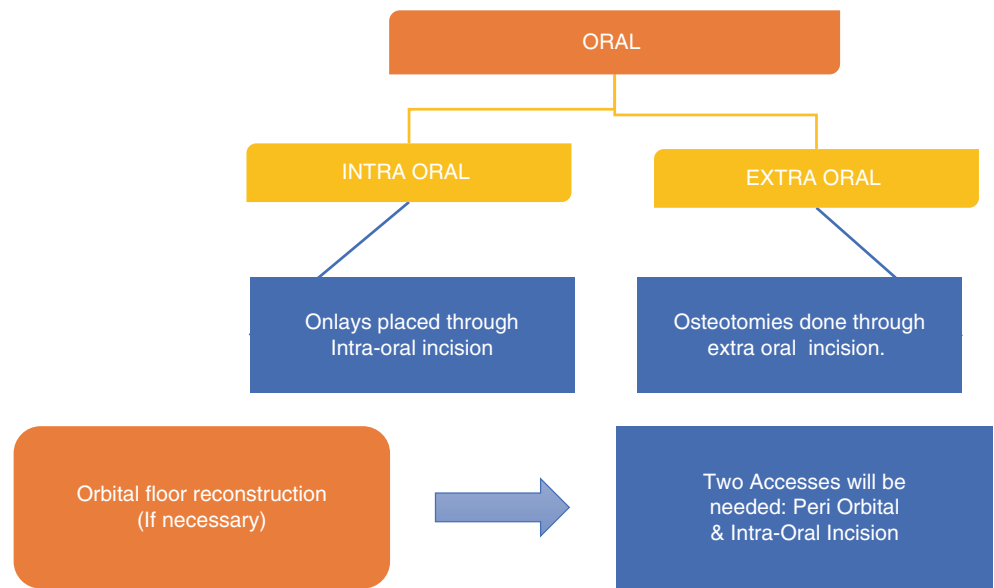 ORAL
INTRA ORAL
EXTRA ORAL
Onlays placed through
Intra-oral incision
Osteotomies done through
extra oral incision.
Orbital floor reconstruction
(If necessary)
Two Accesses will be
needed: Peri Orbital
& Intra-Oral Incision